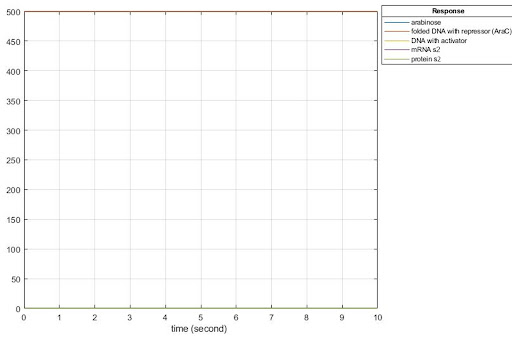 Response
arabinose
folded DNA with repressor (AraC)
DNA with activator
mRNA s2
protein s2
500
450
400
350
300
250
200
150
100
50
0
0 1 2 3 4 5 6 7 8 9 10
time (second)